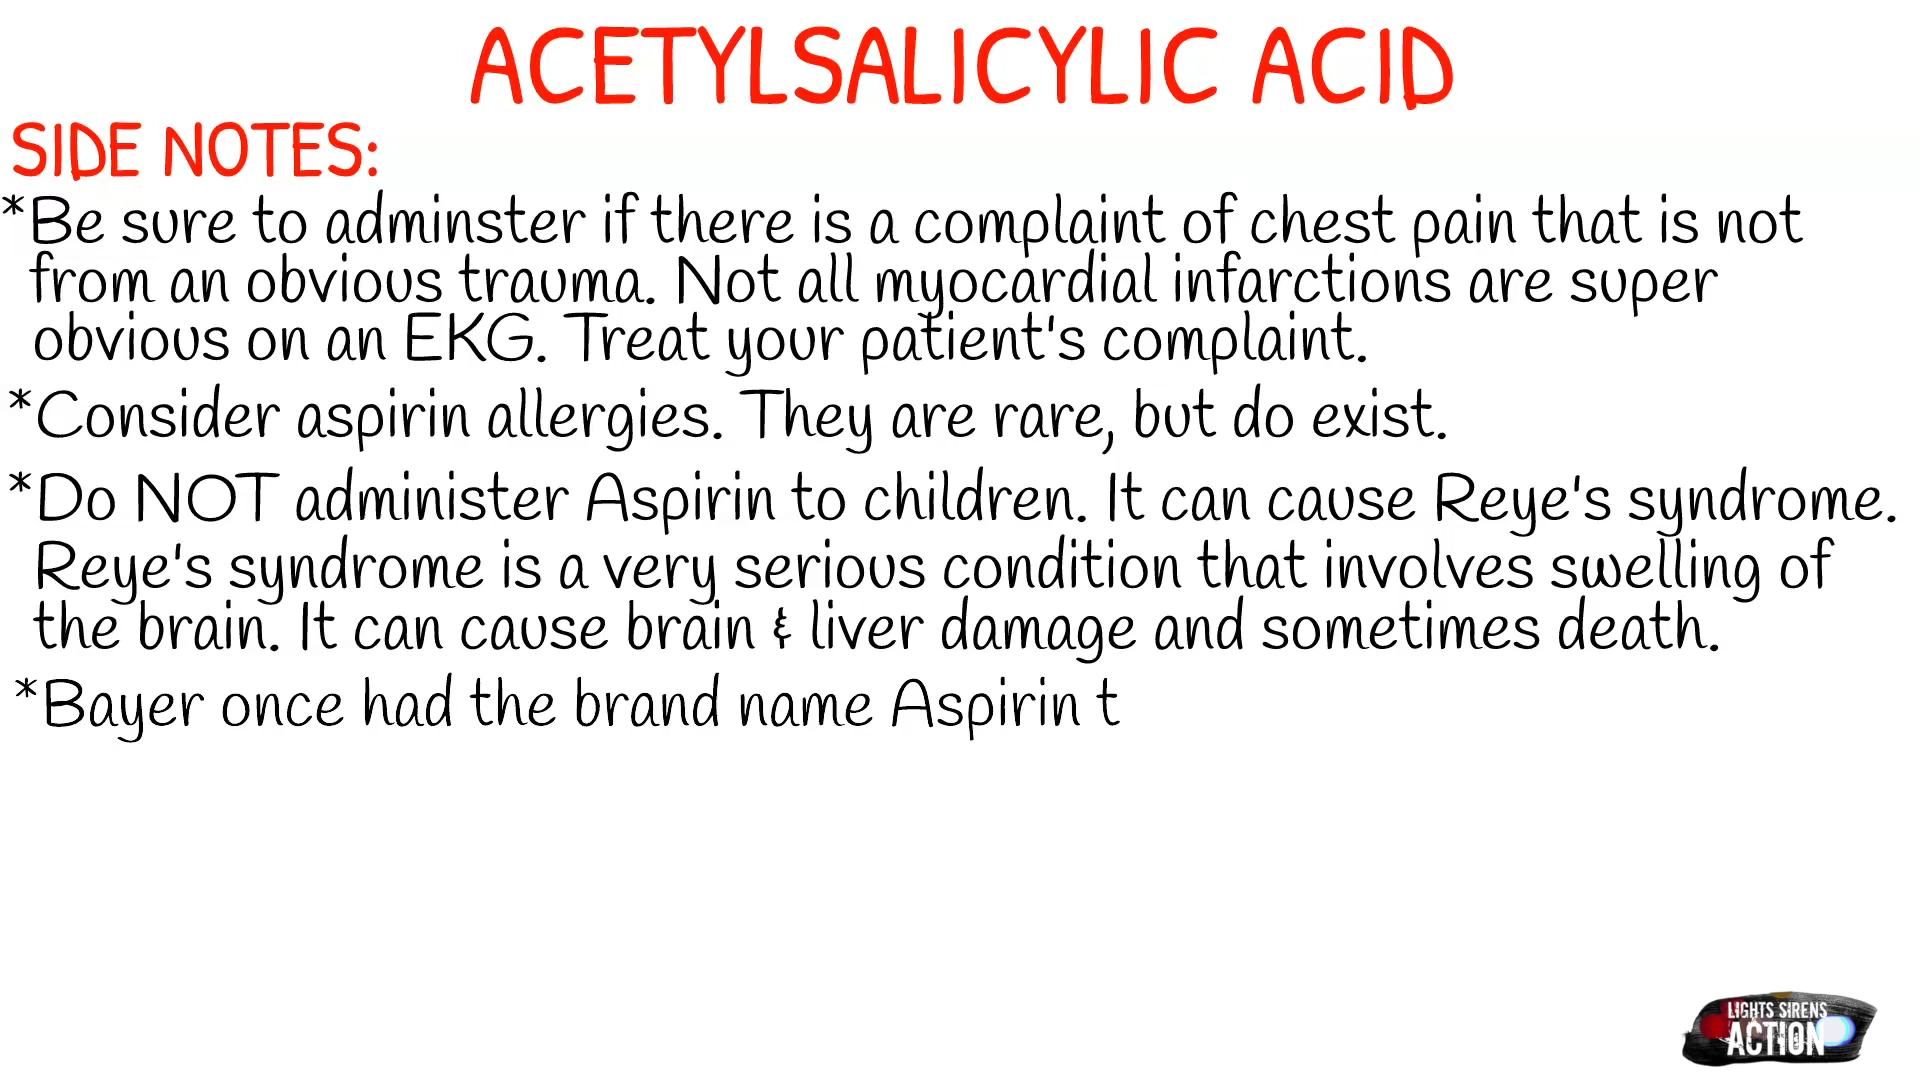 ACETYLSALICYLIC ACID
SIDE NOTES:
*Be sure to adminster if there is a complaint of chest pain that is not
from an obvious trauma. Not all myocardial infarctions are super
obvious on an EKG. Treat your patient's complaint.
*Consider aspirin allergies. They are rare, but do exist.
*Do NOT administer Aspirin to children. It can cause Reye's syndrome.
Reye's syndrome is a very serious condition that involves swelling of
the brain. It can cause brain & liver damage and sometimes death.
*Bayer once had the brand name Aspirin t
LIGHTS SIRENS
ACTION